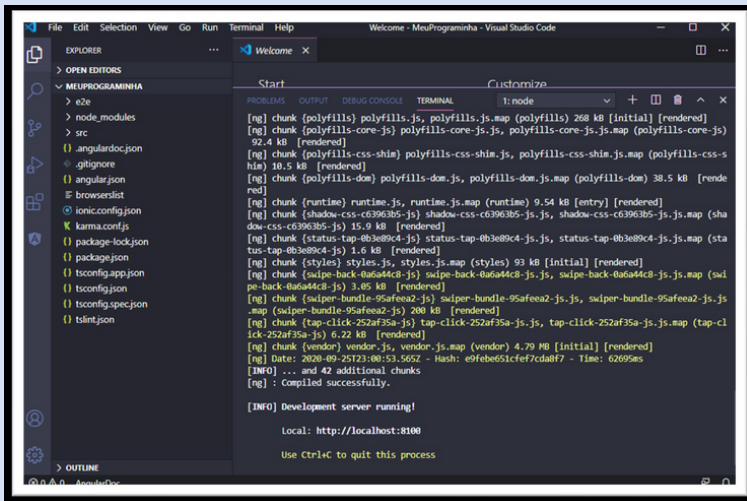 File Edit Selection View Go Run Terminal Help Welcome - MeuPrograminha - Visual Studio Code
EXPLORER
OPEN EDITORS
MEUPROGRAMINHA
e2e
node_modules
src
{} .angulardoc.json
.gitignore
{} angular.json
browserslist
ionic.config.json
karma.conf.js
{} package-lock.json
{} package.json
{} tsconfig.app.json
{} tsconfig.json
{} tsconfig.spec.json
{} tslint.json
OUTLINE
Welcome
Start Customize
PROBLEMS OUTPUT DEBUG CONSOLE TERMINAL 1: node
[ng] chunk {polyfills} polyfills.js, polyfills.js.map (polyfills) 268 kB [initial] [rendered]
[ng] chunk {polyfills-core-js} polyfills-core-js.js, polyfills-core-js.js.map (polyfills-core-js)
92.4 kB [rendered]
[ng] chunk {polyfills-css-shim} polyfills-css-shim.js, polyfills-css-shim.js.map (polyfills-css-s
him) 10.5 kB [rendered]
[ng] chunk {polyfills-dom} polyfills-dom.js, polyfills-dom.js.map (polyfills-dom) 38.5 kB [rende
red]
[ng] chunk {runtime} runtime.js, runtime.js.map (runtime) 9.54 kB [entry] [rendered]
[ng] chunk {shadow-css-c63963b5-js} shadow-css-c63963b5-js.js, shadow-css-c63963b5-js.js.map (sha
dow-css-c63963b5-js) 15.9 kB [rendered]
[ng] chunk {status-tap-0b3e89c4-js} status-tap-0b3e89c4-js.js, status-tap-0b3e89c4-js.js.map (sta
tus-tap-0b3e89c4-js) 1.6 kB [rendered]
[ng] chunk {styles} styles.js, styles.js.map (styles) 93 kB [initial] [rendered]
[ng] chunk {swipe-back-0a6a44c8-js} swipe-back-0a6a44c8-js.js, swipe-back-0a6a44c8-js.js.map (swi
pe-back-0a6a44c8-js) 3.05 kB [rendered]
[ng] chunk {swiper-bundle-95afeea2-js} swiper-bundle-95afeea2-js.js, swiper-bundle-95afeea2-js.js
.map (swiper-bundle-95afeea2-js) 200 kB [rendered]
[ng] chunk {tap-click-252af35a-js} tap-click-252af35a-js.js, tap-click-252af35a-js.js.map (tap-cl
ick-252af35a-js) 6.22 kB [rendered]
[ng] chunk {vendor} vendor.js, vendor.js.map (vendor) 4.79 MB [initial] [rendered]
[ng] Date: 2020-09-25T23:00:53.565Z - Hash: e9febe651cfef7cda8f7 - Time: 62695ms
[INFO] ... and 42 additional chunks
[ng] : Compiled successfully.
[INFO] Development server running!
Local: http://localhost:8100
Use Ctrl+C to quit this process
0 0 AngularDoc